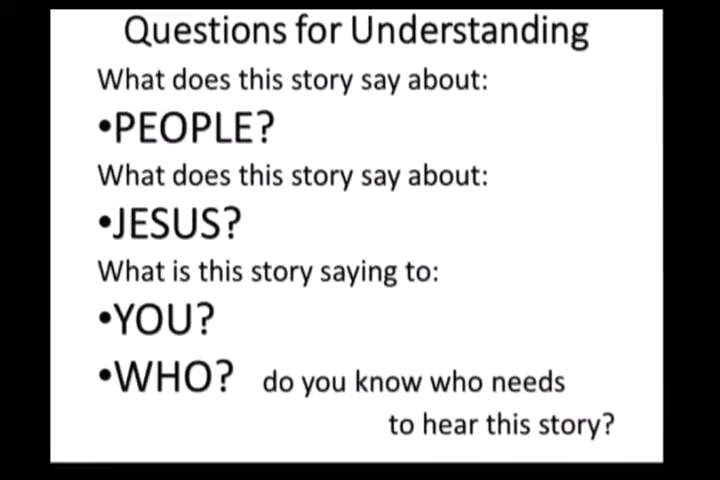 Questions for Understanding
What does this story say about:
•PEOPLE?
What does this story say about:
•JESUS?
What is this story saying to:
•YOU?
•WHO? do you know who needs
to hear this story?